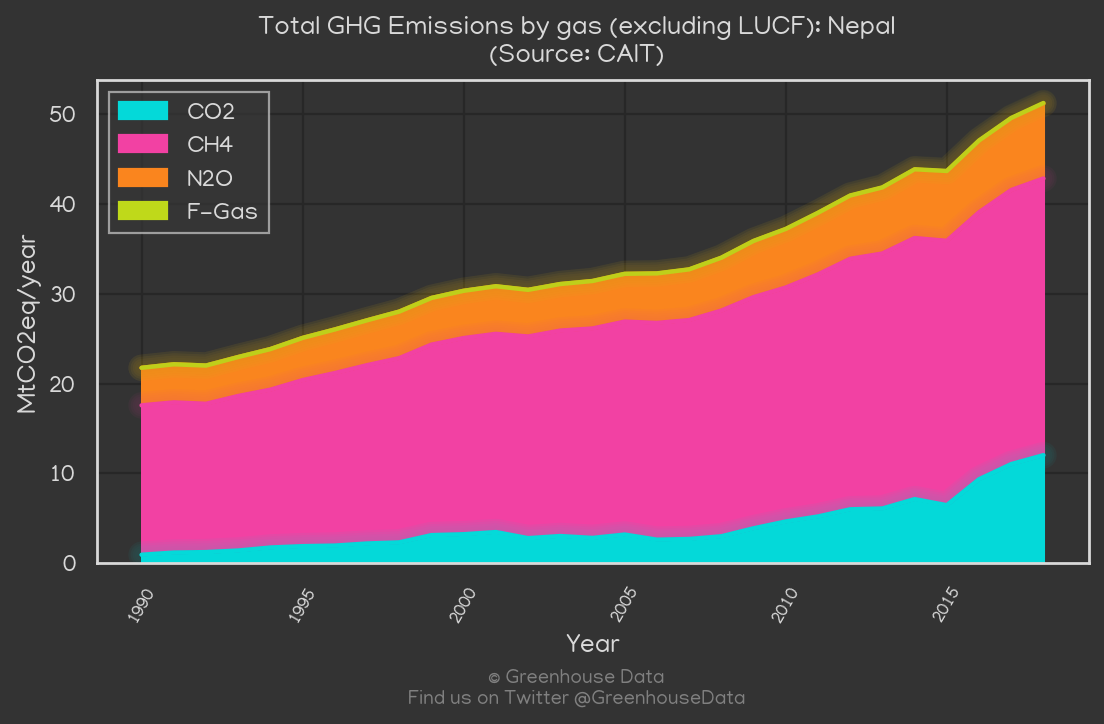 Total GHG Emissions by gas (excluding LUCF): Nepal
(Source: CAIT)
CO2
CH4
N2O
F-Gas
MtCO2eq/year
50
40
30
20
10
0
1990
1995
2000
2005
2010
2015
Year
© Greenhouse Data
Find us on Twitter @GreenhouseData